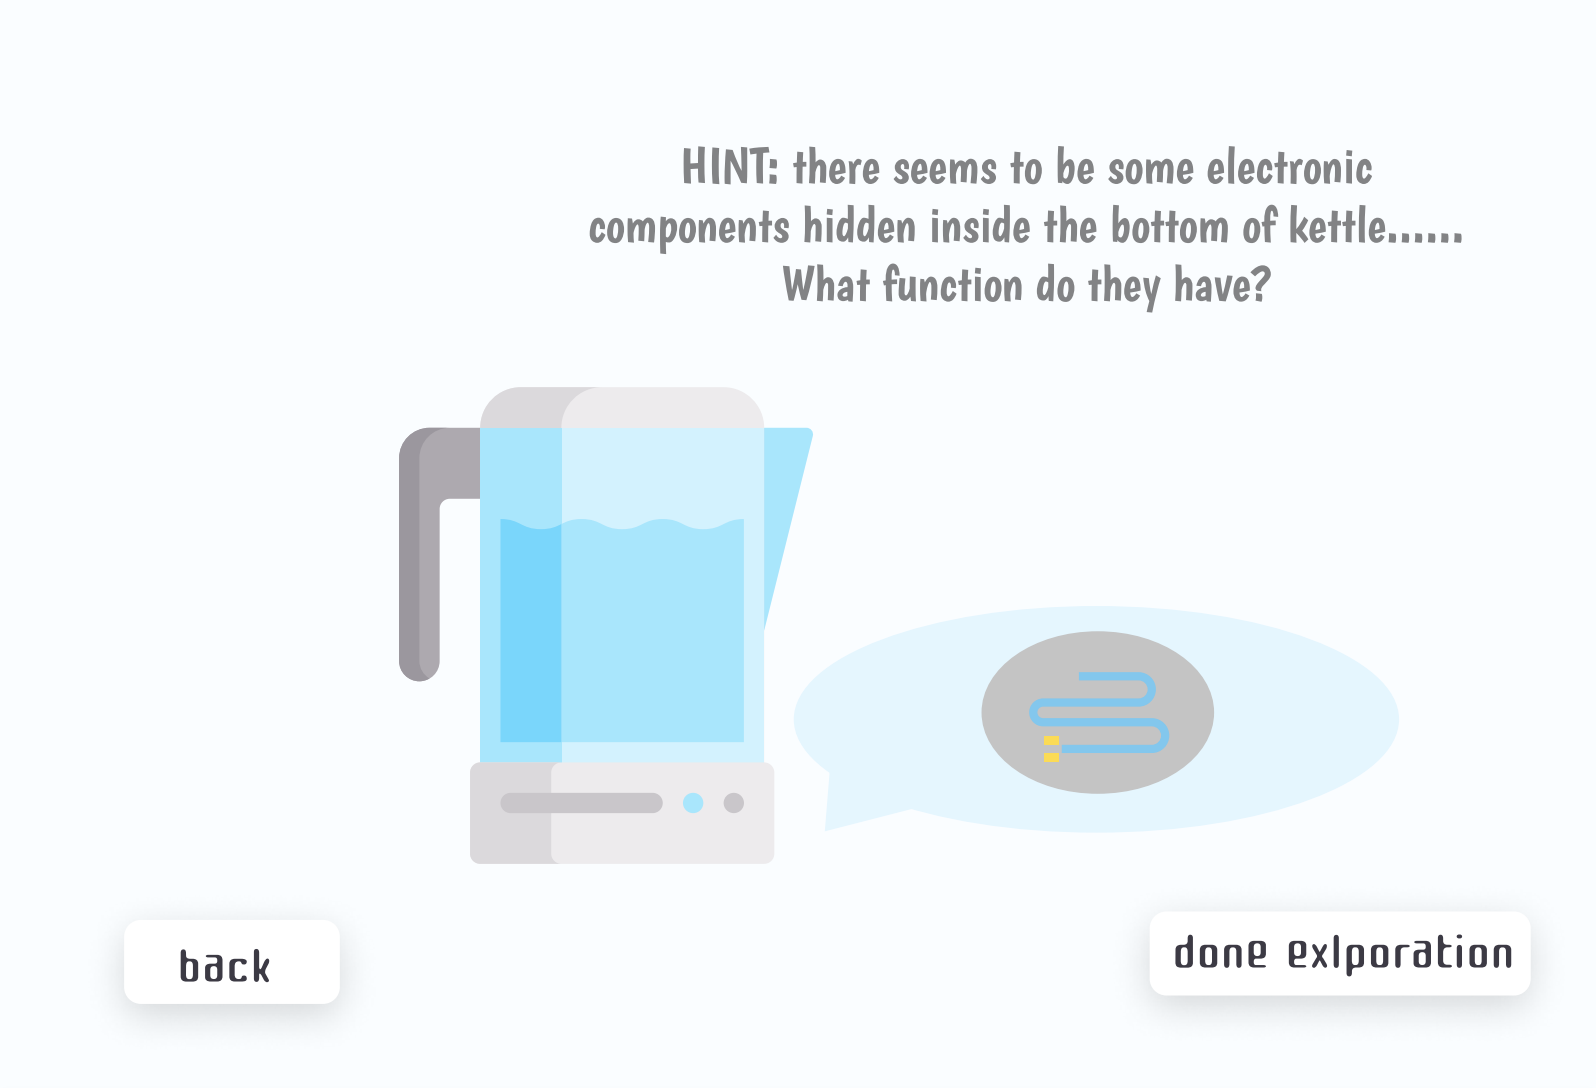 HINT: there seems to be some electronic
components hidden inside the bottom of kettle......
What function do they have?
back
done exlporation